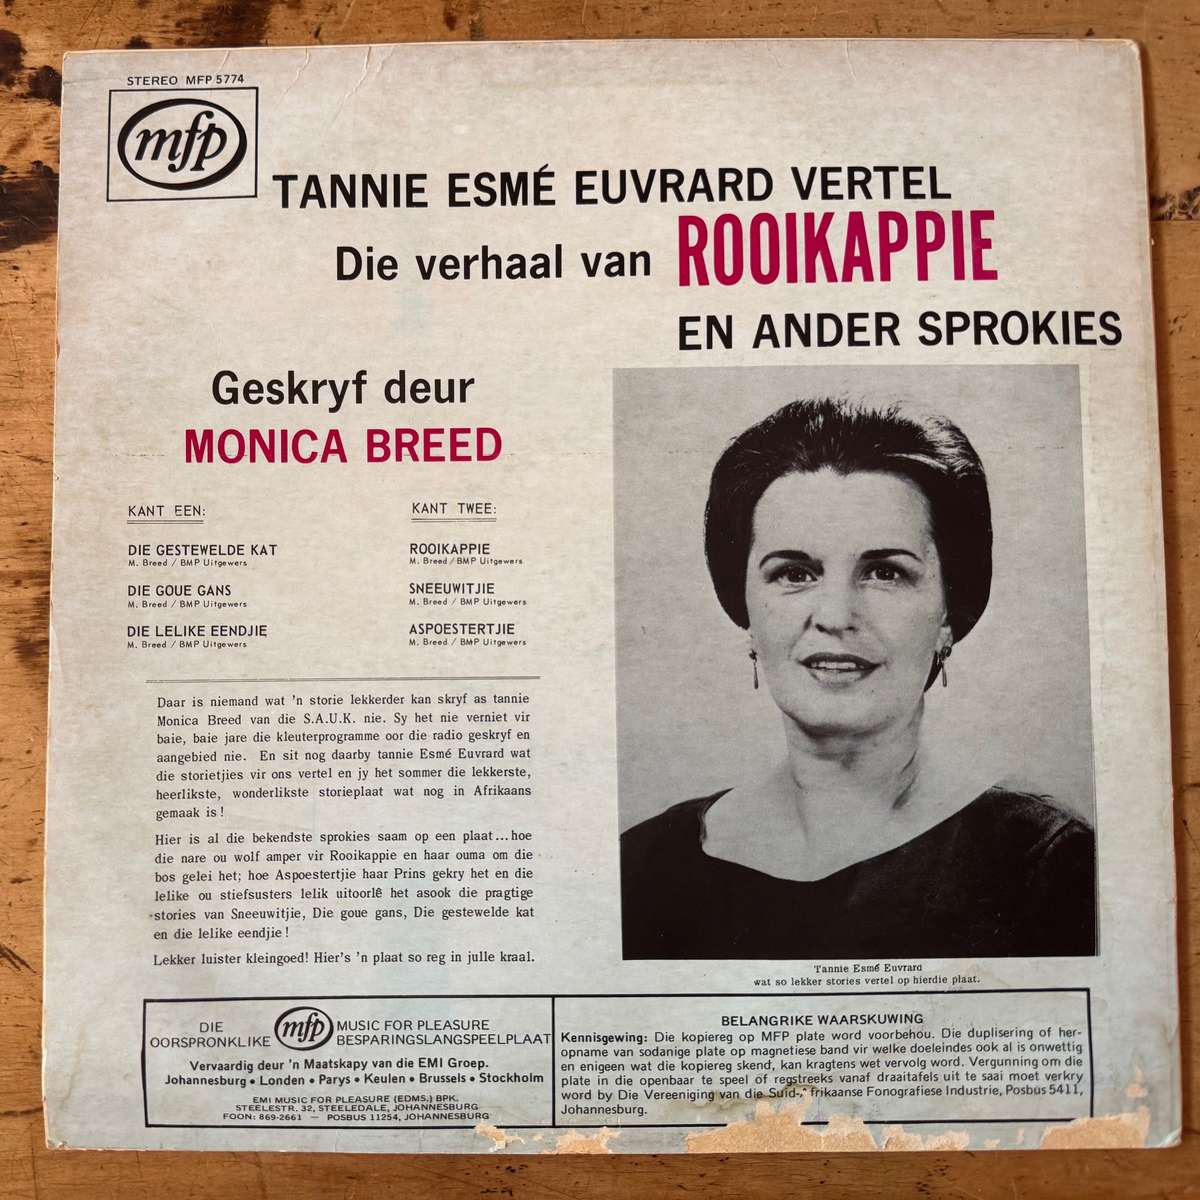 STEREO MFP 5774
mfp
TANNIE ESMÉ EUVRARD VERTEL
Die verhaal van ROOIKAPPIE
EN ANDER SPROKIES
Geskryf deur
MONICA BREED
KANT EEN:
DIE GESTEWELDE KAT
M. Breed / BMP Uitgewers
DIE GOUE GANS
M. Breed / BMP Uitgewers
DIE LELIKE EENDJIE
M. Breed / BMP Uitgewers
KANT TWEE:
ROOIKAPPIE
M. Breed / BMP Uitgewers
SNEEUWITJIE
M. Breed / BMP Uitgewers
ASPOESTERTJIE
M. Breed / BMP Uitgewers
Daar is niemand wat 'n storie lekkerder kan skryf as tannie
Monica Breed van die S.A.U.K. nie. Sy het nie verniet vir
baie, baie jare die kleuterprogramme oor die radio geskryf en
aangebied nie. En sit nog daarby tannie Esmé Euvrard wat
die storietjies vir ons vertel en jy het sommer die lekkerste,
heerlikste, wonderlikste storieplaat wat nog in Afrikaans
gemaak is!
Hier is al die bekendste sprokies saam op een plaat...hoe
die nare ou wolf amper vir Rooikappie en haar ouma om die
bos gelei het; hoe Aspoestertjie haar Prins gekry het en die
lelike ou stiefsusters lelik uitoorlê het asook die pragtige
stories van Sneeuwitjie, Die goue gans, Die gestewelde kat
en die lelike eendjie!
Lekker luister kleingoed! Hier's 'n plaat so reg in julle kraal.
Tannie Esmé Euvrard
wat so lekker stories vertel op hierdie plaat.
DIE OORSPRONKLIKE mfp MUSIC FOR PLEASURE BESPARINGSLANGSPEELPLAAT
Vervaardig deur 'n Maatskapy van die EMI Groep.
Johannesburg • Londen • Parys • Keulen • Brussels • Stockholm
EMI MUSIC FOR PLEASURE (EDMS.) BPK.
STEELESTR. 32, STEELEDALE, JOHANNESBURG
FOON: 869-2661 — POSBUS 11254, JOHANNESBURG
BELANGRIKE WAARSKUWING
Kennisgewing: Die kopiereg op MFP plate word voorbehou. Die duplisering of her-
opname van sodanige plate op magnetiese band vir welke doeleindes ook al is onwettig
en enigeen wat die kopiereg skend, kan kragtens wet vervolg word. Vergunning om die
plate in die openbaar te speel of regstreeks vanaf draaitafels uit te saai moet verkry
word by Die Vereniging van die Suid-Afrikaanse Fonografiese Industrie, Posbus 5411,
Johannesburg.